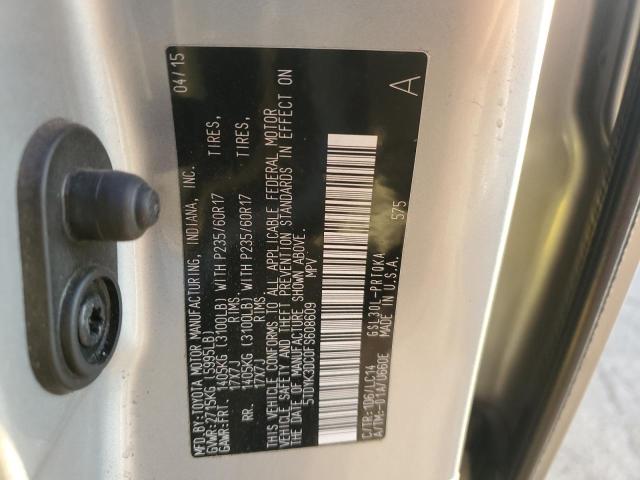 MFD.BY:TOYOTA MOTOR MANUFACTURING, INDIANA, INC. 04/15
GVWR:2715KG (5995LB)
GAWR:FRT. 1405KG (3100LB) WITH P235/60R17 TIRES,
17X7J RIMS.
RR. 1405KG (3100LB) WITH P235/60R17 TIRES,
17X7J RIMS.
THIS VEHICLE CONFORMS TO ALL APPLICABLE FEDERAL MOTOR
VEHICLE SAFETY AND THEFT PREVENTION STANDARDS IN EFFECT ON
THE DATE OF MANUFACTURE SHOWN ABOVE.
5TDYK3DC0FS608609 MPV
A
C/TR:1D6/LC14 GSL30L-PRTQKA 575
A/TM:-01A/U660E MADE IN U.S.A.